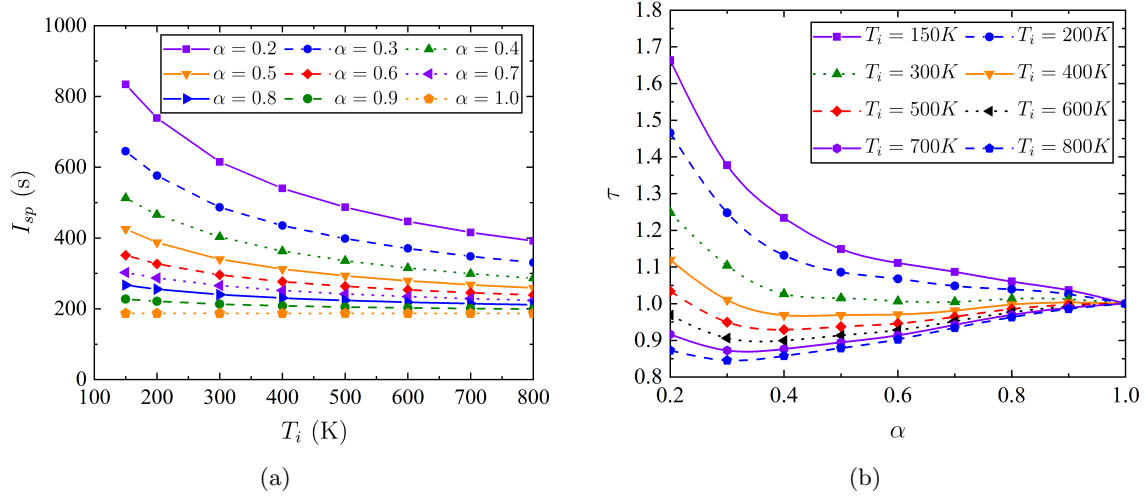 1000
800
600
400
200
0
I_sp (s)
α = 0.2 α = 0.3 α = 0.4
α = 0.5 α = 0.6 α = 0.7
α = 0.8 α = 0.9 α = 1.0
100 200 300 400 500 600 700 800
T_i (K)
(a)
1.8
1.7
1.6
1.5
1.4
1.3
1.2
1.1
1.0
0.9
0.8
τ
T_i = 150K T_i = 200K
T_i = 300K T_i = 400K
T_i = 500K T_i = 600K
T_i = 700K T_i = 800K
0.2 0.4 0.6 0.8 1.0
α
(b)